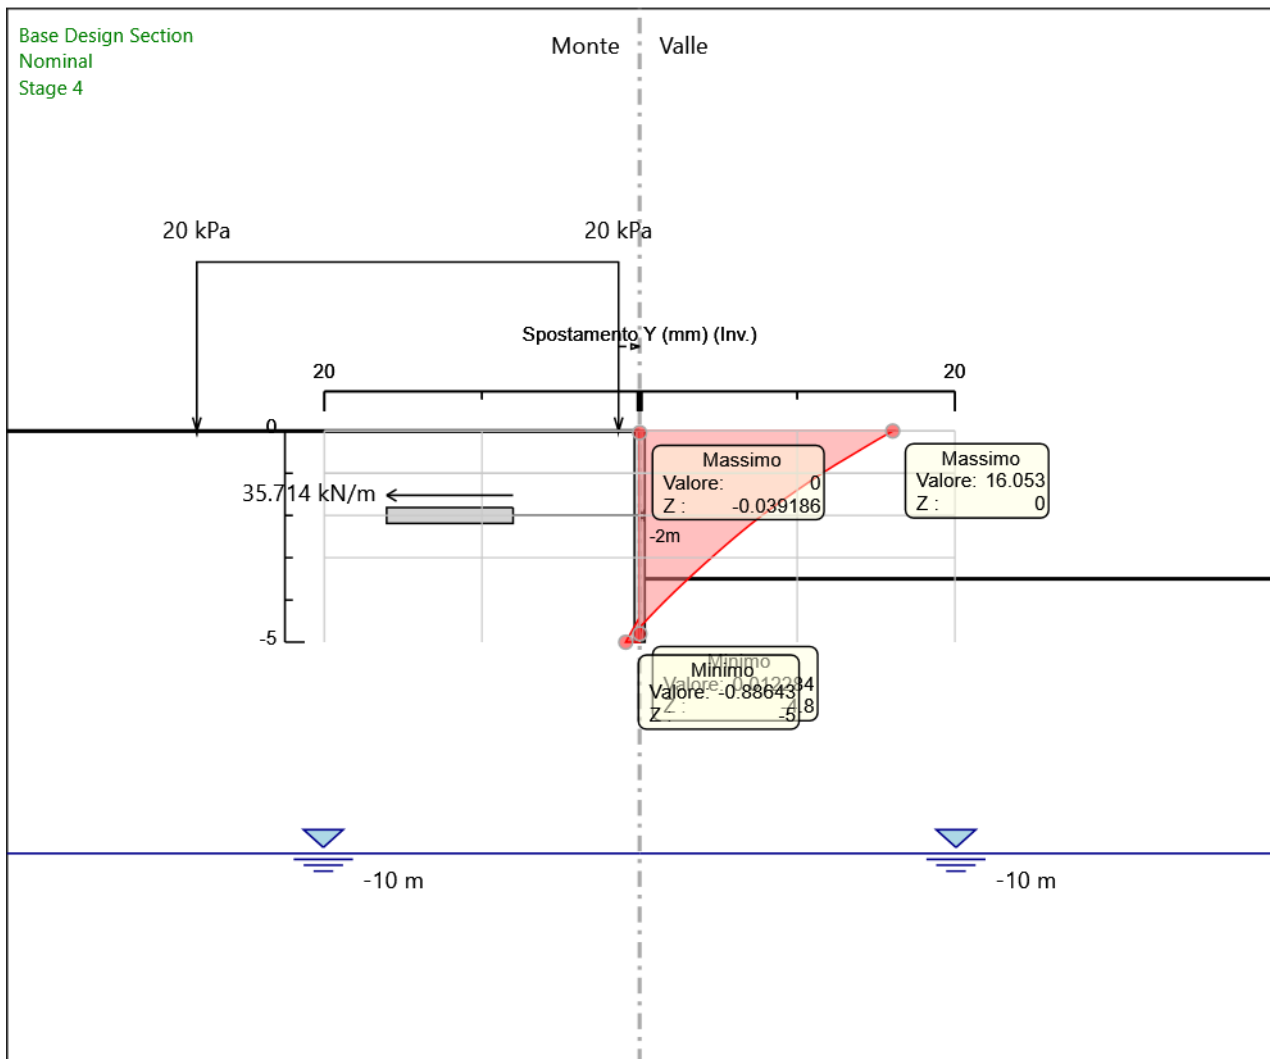 Base Design Section
Nominal
Stage 4
Monte
Valle
20 kPa
20 kPa
Spostamento Y (mm) (Inv.)
20
20
0
Massimo
Valore: 0
Z : -0.039186
Massimo
Valore: 16.053
Z : 0
35.714 kN/m
-2m
-5
Minimo
Minimo
Valore: -0.88643
Z : -5
Valore:
Z :
-10 m
-10 m